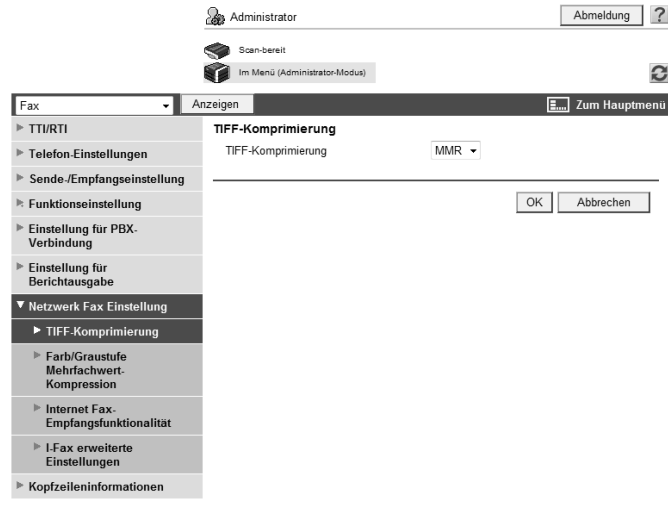 Administrator
Abmeldung
?
Scan-bereit
Im Menü (Administrator-Modus)
Fax
Anzeigen
Zum Hauptmenü
TTI/RTI
Telefon-Einstellungen
Sende-/Empfangseinstellung
Funktionseinstellung
Einstellung für PBX-
Verbindung
Einstellung für
Berichtausgabe
Netzwerk Fax Einstellung
TIFF-Komprimierung
Farb/Graustufe
Mehrfachwert-
Kompression
Internet Fax-
Empfangsfunktionalität
I-Fax erweiterte
Einstellungen
Kopfzeileninformationen
TIFF-Komprimierung
TIFF-Komprimierung
MMR
OK
Abbrechen